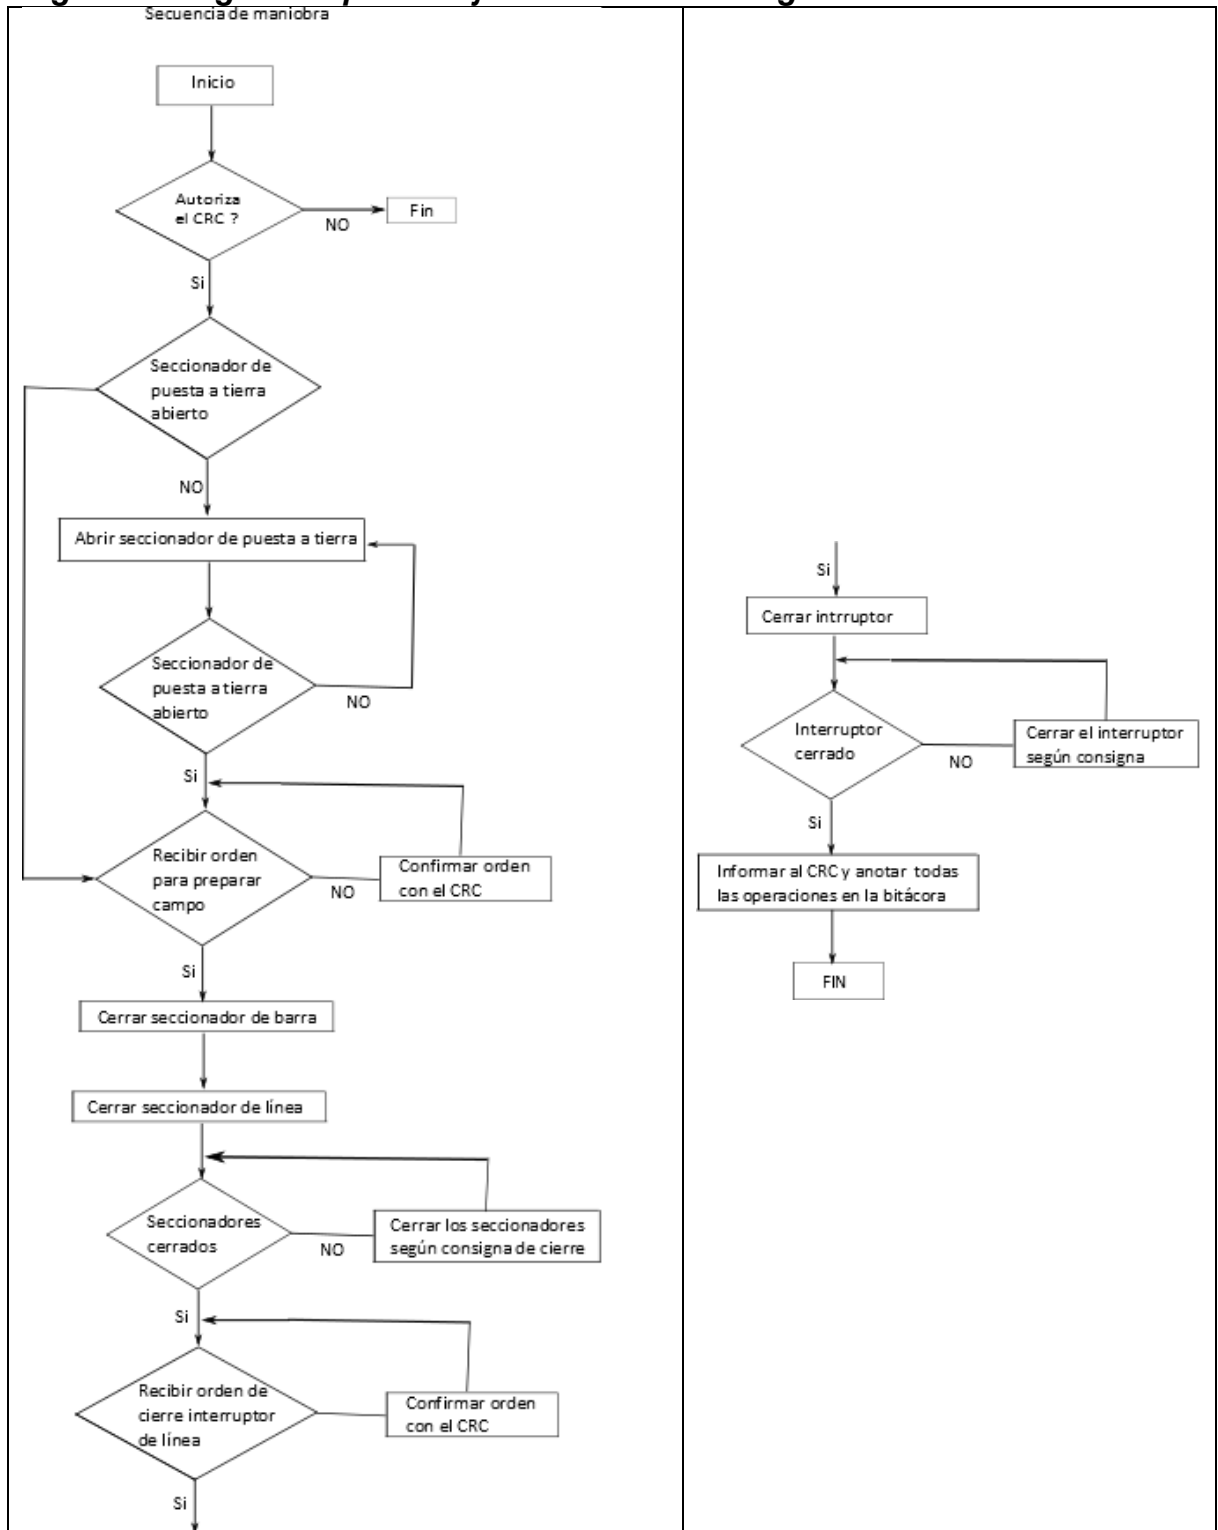 Secuencia de maniobra
Inicio
Autoriza
el CRC ?
NO
Fin
Si
Seccionador de
puesta a tierra
abierto
NO
Abrir seccionador de puesta a tierra
Seccionador de
puesta a tierra
abierto
NO
Si
Recibir orden
para preparar
campo
NO
Confirmar orden
con el CRC
Si
Cerrar seccionador de barra
Cerrar seccionador de línea
Seccionadores
cerrados
NO
Cerrar los seccionadores
según consigna de cierre
Si
Recibir orden de
cierre interruptor
de línea
Confirmar orden
con el CRC
Si
Si
Cerrar intrruptor
Interruptor
cerrado
NO
Cerrar el interruptor
según consigna
Si
Informar al CRC y anotar todas
las operaciones en la bitácora
FIN